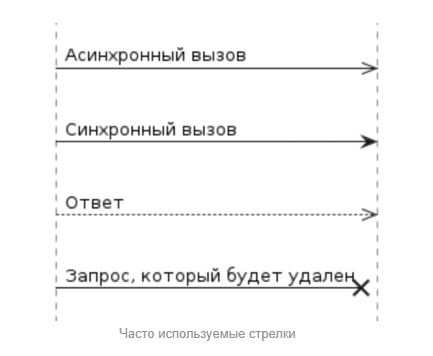 Асинхронный вызов
Синхронный вызов
Ответ
Запрос, который будет удален
Часто используемые стрелки